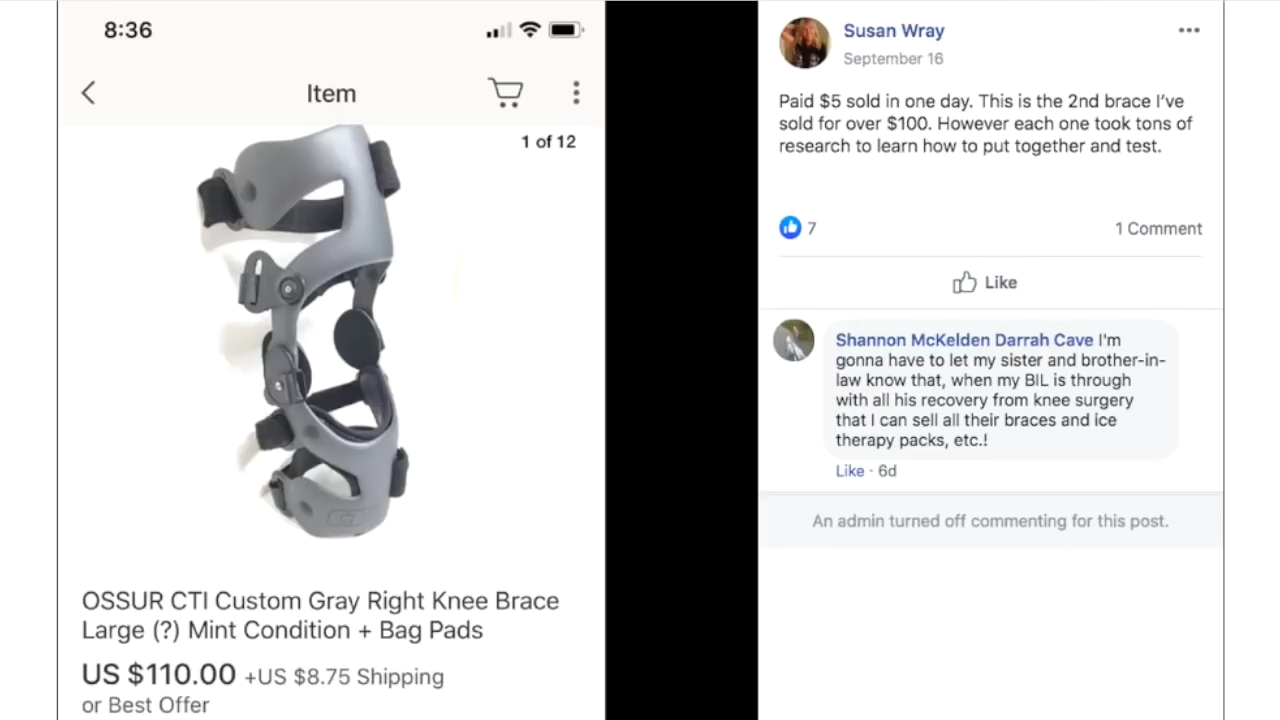 8:36
Item
1 of 12
OSSUR CTI Custom Gray Right Knee Brace
Large (?) Mint Condition + Bag Pads
US $110.00 +US $8.75 Shipping
or Best Offer
Susan Wray
September 16
Paid $5 sold in one day. This is the 2nd brace I've
sold for over $100. However each one took tons of
research to learn how to put together and test.
7
1 Comment
Like
Shannon McKelden Darrah Cave I'm
gonna have to let my sister and brother-in-
law know that, when my BIL is through
with all his recovery from knee surgery
that I can sell all their braces and ice
therapy packs, etc.!
Like · 6d
An admin turned off commenting for this post.